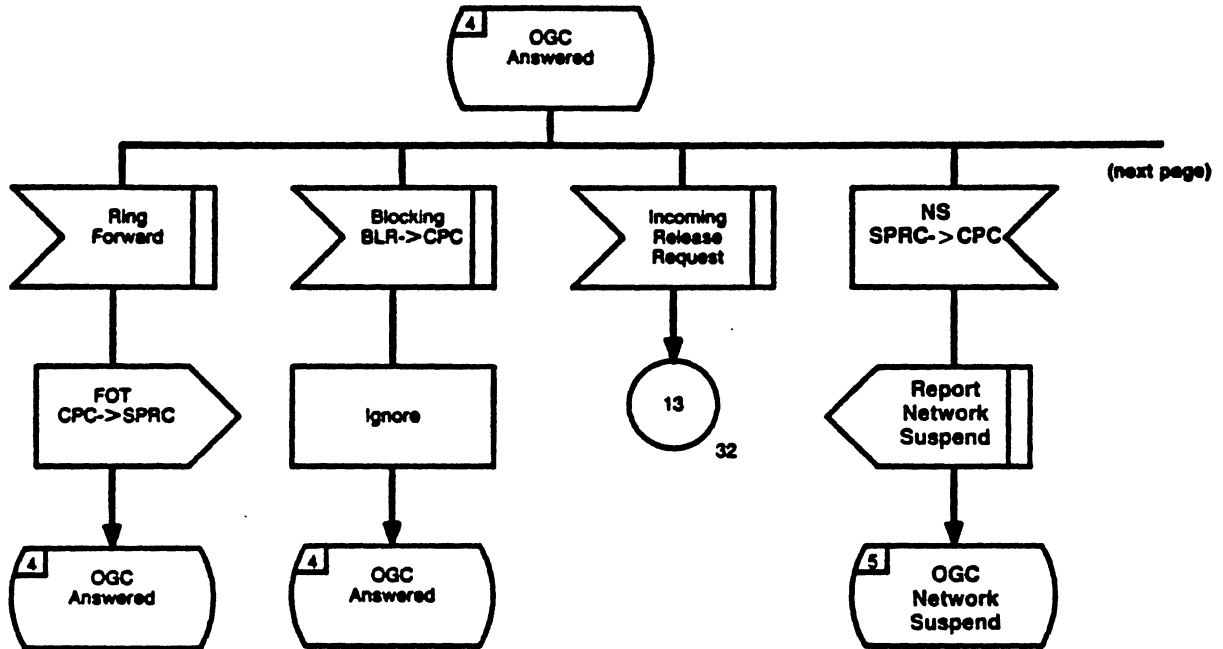 4
OGC
Answered
(next page)
Ring
Forward
Blocking
BLR->CPC
Incoming
Release
Request
NS
SPRC->CPC
FOT
CPC->SPRC
Ignore
13
32
Report
Network
Suspend
4
OGC
Answered
4
OGC
Answered
5
OGC
Network
Suspend